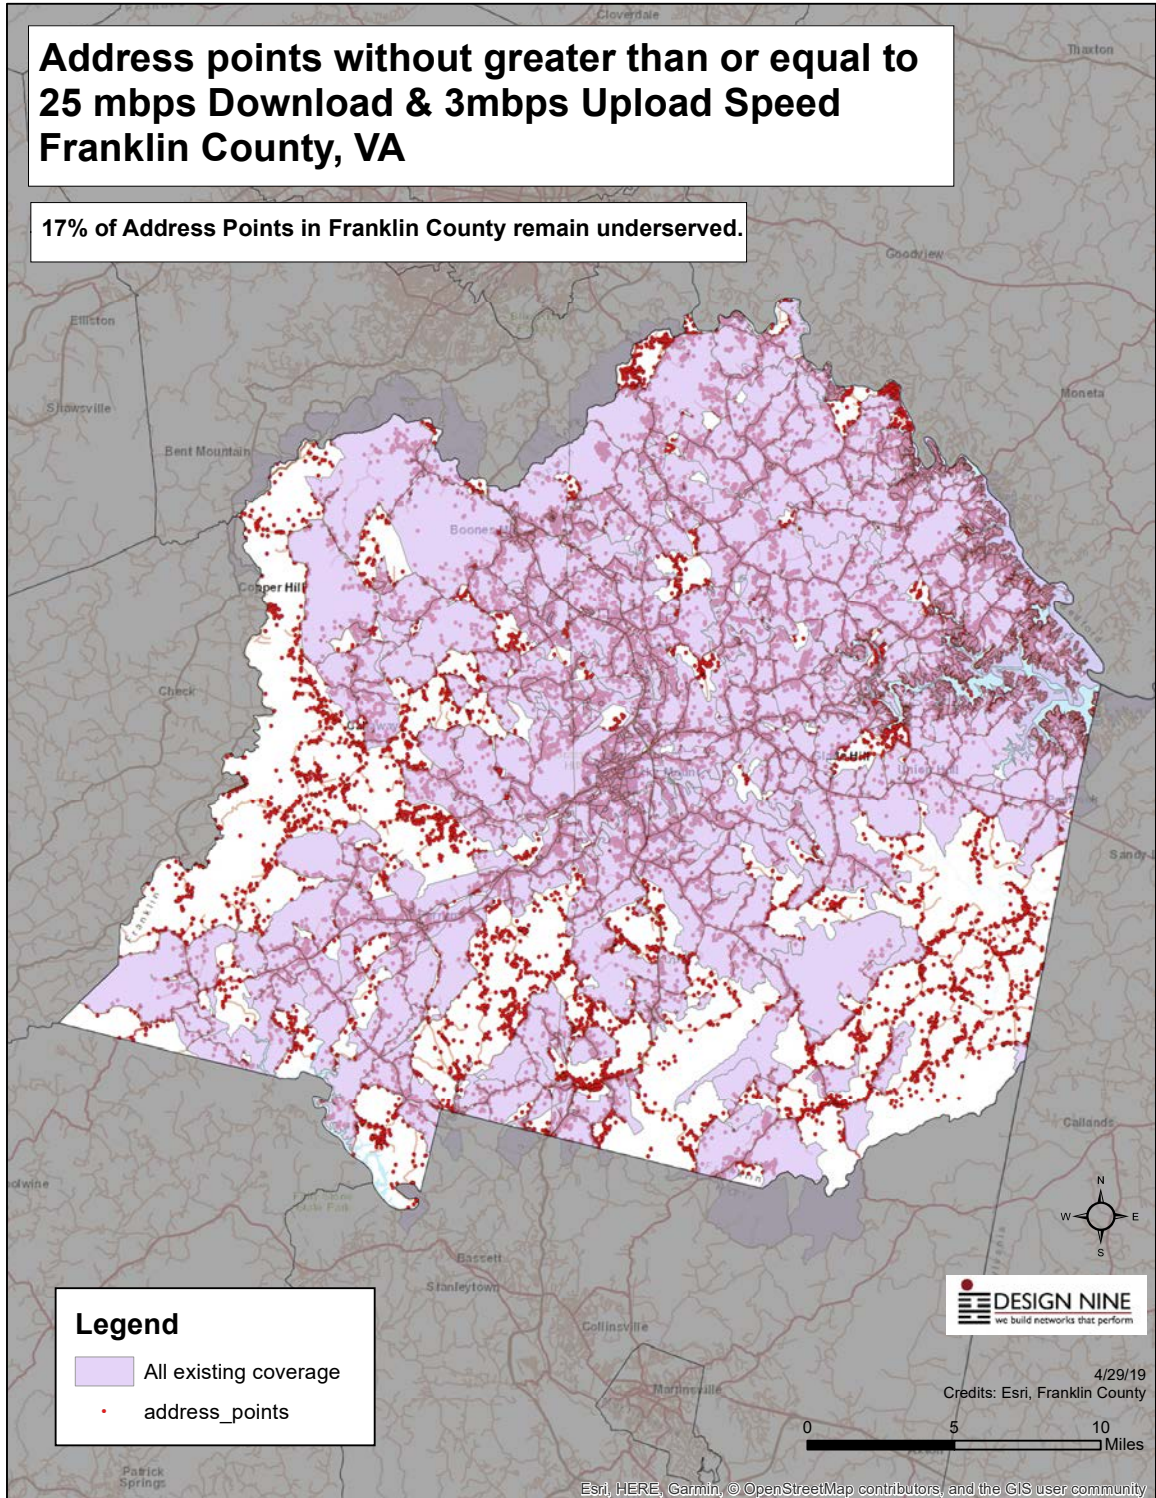 Cloverdale
Thaxton
Address points without greater than or equal to
25 mbps Download & 3mbps Upload Speed
Franklin County, VA
17% of Address Points in Franklin County remain underserved.
Goodview
Elliston
Shawsville
Moneta
Bent Mountain
Boones
Copper Hill
Check
Union Hill
Franklin
Callands
N
W
E
S
Bassett
Stanleytown
Collinsville
Martinsville
Patrick
Springs
Legend
All existing coverage
address_points
DESIGN NINE
we build networks that perform
4/29/19
Credits: Esri, Franklin County
0
5
10
Miles
Esri, HERE, Garmin, © OpenStreetMap contributors, and the GIS user community